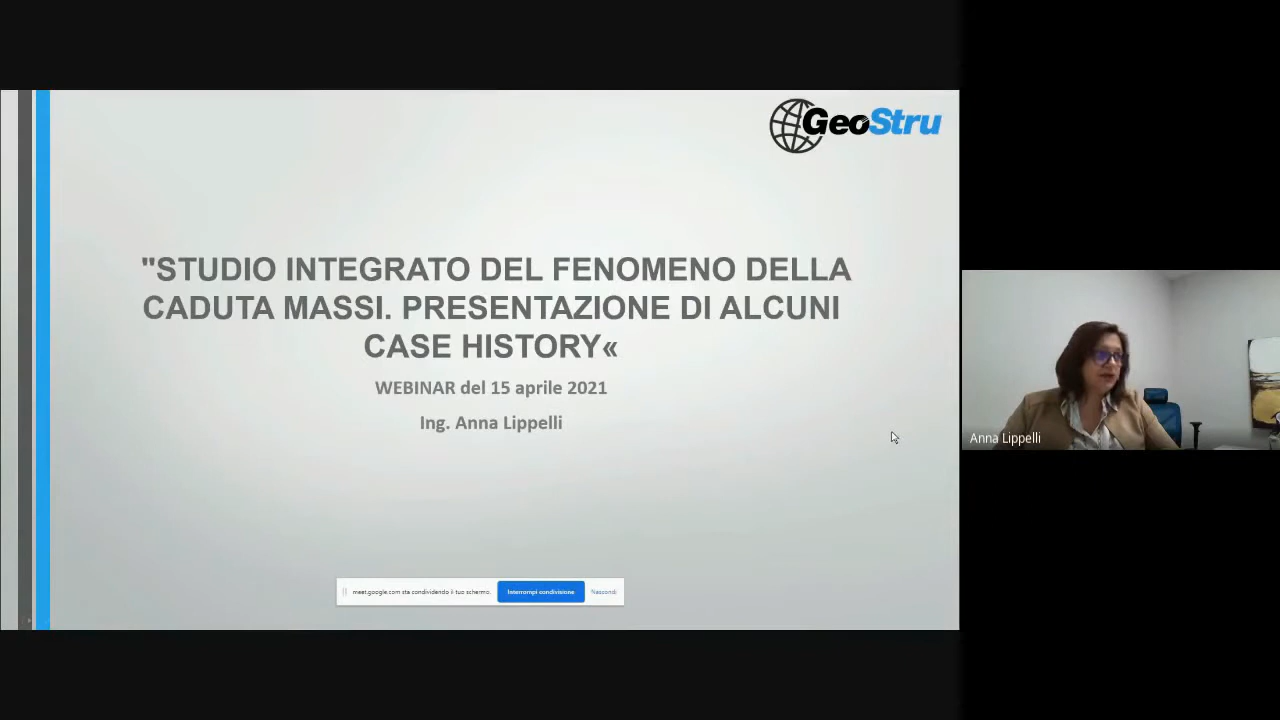 GeoStru
"STUDIO INTEGRATO DEL FENOMENO DELLA
CADUTA MASSI. PRESENTAZIONE DI ALCUNI
CASE HISTORY«
WEBINAR del 15 aprile 2021
Ing. Anna Lippelli
Anna Lippelli
meet.google.com sta condividendo il tuo schermo.
Interrompi condivisione
Nascondi